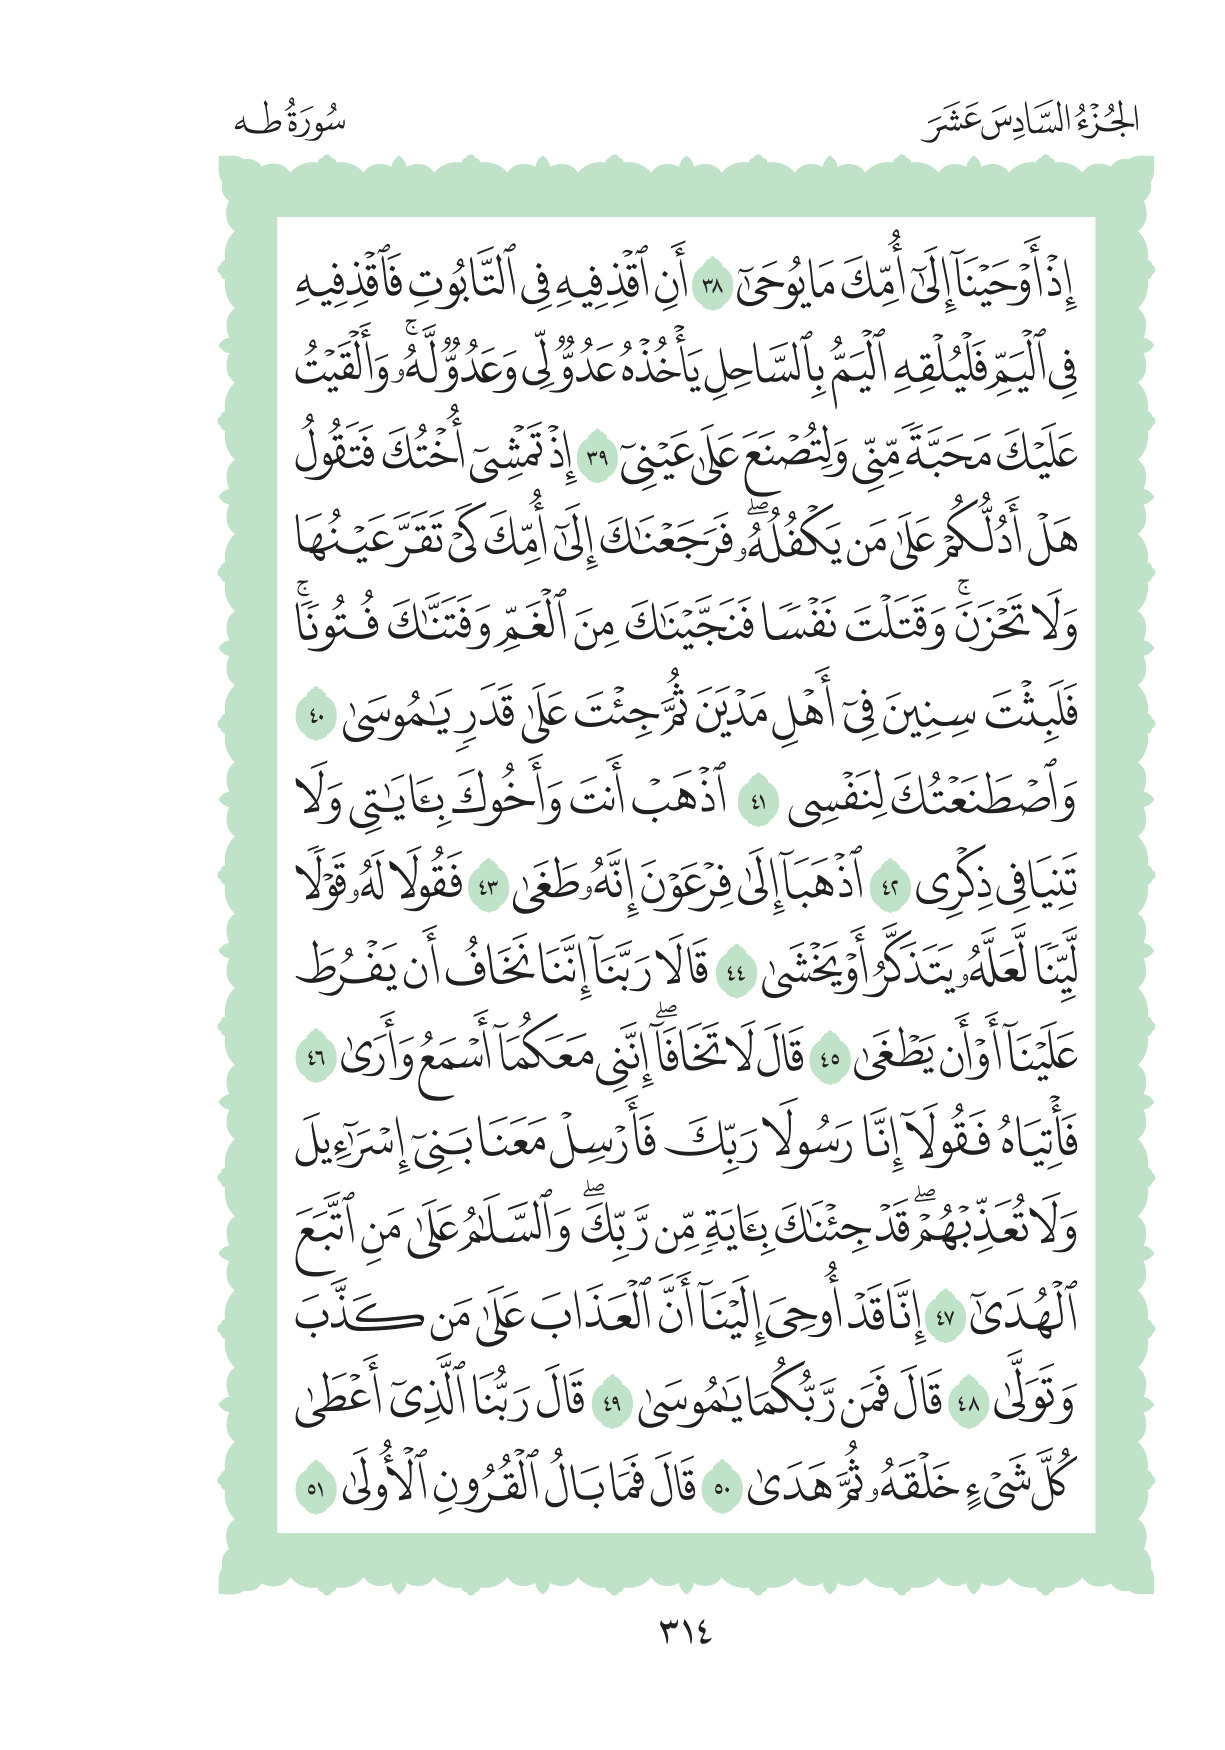 الجُزْءُ السَّادِسَ عَشَرَ
سُورَةُ طه
إِذْ أَوْحَيْنَآ إِلَىٰٓ أُمِّكَ مَا يُوحَىٰٓ ٣٨ أَنِ ٱقْذِفِيهِ فِى ٱلتَّابُوتِ فَٱقْذِفِيهِ
فِى ٱلْيَمِّ فَلْيُلْقِهِ ٱلْيَمُّ بِٱلسَّاحِلِ يَأْخُذْهُ عَدُوٌّ لِّى وَعَدُوٌّ لَّهُۥۚ وَأَلْقَيْتُ
عَلَيْكَ مَحَبَّةً مِّنِّى وَلِتُصْنَعَ عَلَىٰ عَيْنِىٓ ٣٩ إِذْ تَمْشِىٓ أُخْتُكَ فَتَقُولُ
هَلْ أَدُلُّكُمْ عَلَىٰ مَن يَكْفُلُهُۥۖ فَرَجَعْنَٰكَ إِلَىٰٓ أُمِّكَ كَىْ تَقَرَّ عَيْنُهَا
وَلَا تَحْزَنَۚ وَقَتَلْتَ نَفْسًا فَنَجَّيْنَٰكَ مِنَ ٱلْغَمِّ وَفَتَنَّٰكَ فُتُونًاۚ
فَلَبِثْتَ سِنِينَ فِىٓ أَهْلِ مَدْيَنَ ثُمَّ جِئْتَ عَلَىٰ قَدَرٍ يَٰمُوسَىٰ ٤٠
وَٱصْطَنَعْتُكَ لِنَفْسِى ٤١ ٱذْهَبْ أَنتَ وَأَخُوكَ بِـَٔايَٰتِى وَلَا
تَنِيَا فِى ذِكْرِى ٤٢ ٱذْهَبَآ إِلَىٰ فِرْعَوْنَ إِنَّهُۥ طَغَىٰ ٤٣ فَقُولَا لَهُۥ قَوْلًا
لَّيِّنًا لَّعَلَّهُۥ يَتَذَكَّرُ أَوْ يَخْشَىٰ ٤٤ قَالَا رَبَّنَآ إِنَّنَا نَخَافُ أَن يَفْرُطَ
عَلَيْنَآ أَوْ أَن يَطْغَىٰ ٤٥ قَالَ لَا تَخَافَآۖ إِنَّنِى مَعَكُمَآ أَسْمَعُ وَأَرَىٰ ٤٦
فَأْتِيَاهُ فَقُولَآ إِنَّا رَسُولَا رَبِّكَ فَأَرْسِلْ مَعَنَا بَنِىٓ إِسْرَٰٓءِيلَ
وَلَا تُعَذِّبْهُمْۖ قَدْ جِئْنَٰكَ بِـَٔايَةٍ مِّن رَّبِّكَۖ وَٱلسَّلَٰمُ عَلَىٰ مَنِ ٱتَّبَعَ
ٱلْهُدَىٰٓ ٤٧ إِنَّا قَدْ أُوحِىَ إِلَيْنَآ أَنَّ ٱلْعَذَابَ عَلَىٰ مَن كَذَّبَ
وَتَوَلَّىٰ ٤٨ قَالَ فَمَن رَّبُّكُمَا يَٰمُوسَىٰ ٤٩ قَالَ رَبُّنَا ٱلَّذِىٓ أَعْطَىٰ
كُلَّ شَىْءٍ خَلْقَهُۥ ثُمَّ هَدَىٰ ٥٠ قَالَ فَمَا بَالُ ٱلْقُرُونِ ٱلْأُولَىٰ ٥١
٣١٤